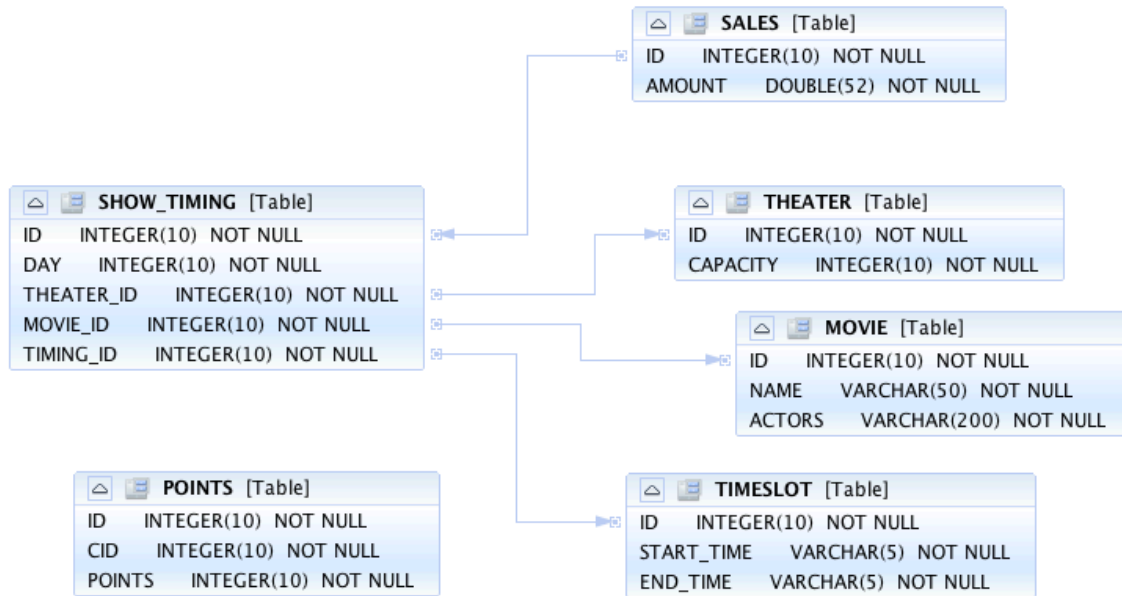 SALES [Table]
ID INTEGER(10) NOT NULL
AMOUNT DOUBLE(52) NOT NULL
SHOW_TIMING [Table]
ID INTEGER(10) NOT NULL
DAY INTEGER(10) NOT NULL
THEATER_ID INTEGER(10) NOT NULL
MOVIE_ID INTEGER(10) NOT NULL
TIMING_ID INTEGER(10) NOT NULL
THEATER [Table]
ID INTEGER(10) NOT NULL
CAPACITY INTEGER(10) NOT NULL
MOVIE [Table]
ID INTEGER(10) NOT NULL
NAME VARCHAR(50) NOT NULL
ACTORS VARCHAR(200) NOT NULL
POINTS [Table]
ID INTEGER(10) NOT NULL
CID INTEGER(10) NOT NULL
POINTS INTEGER(10) NOT NULL
TIMESLOT [Table]
ID INTEGER(10) NOT NULL
START_TIME VARCHAR(5) NOT NULL
END_TIME VARCHAR(5) NOT NULL